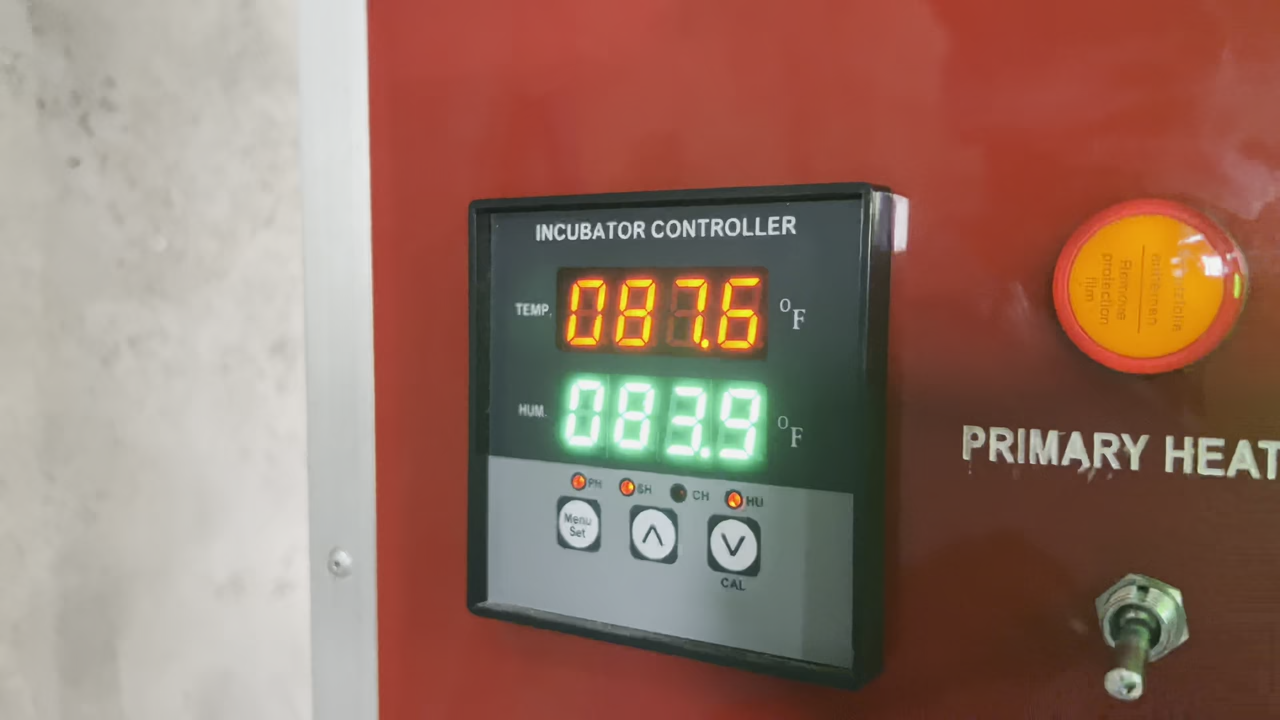 INCUBATOR CONTROLLER
TEMP. 087.6 °F
HUM. 083.9 °F
PH SH CH HU
Menu
Set
CAL
PRIMARY HEAT
Remove
protection
film